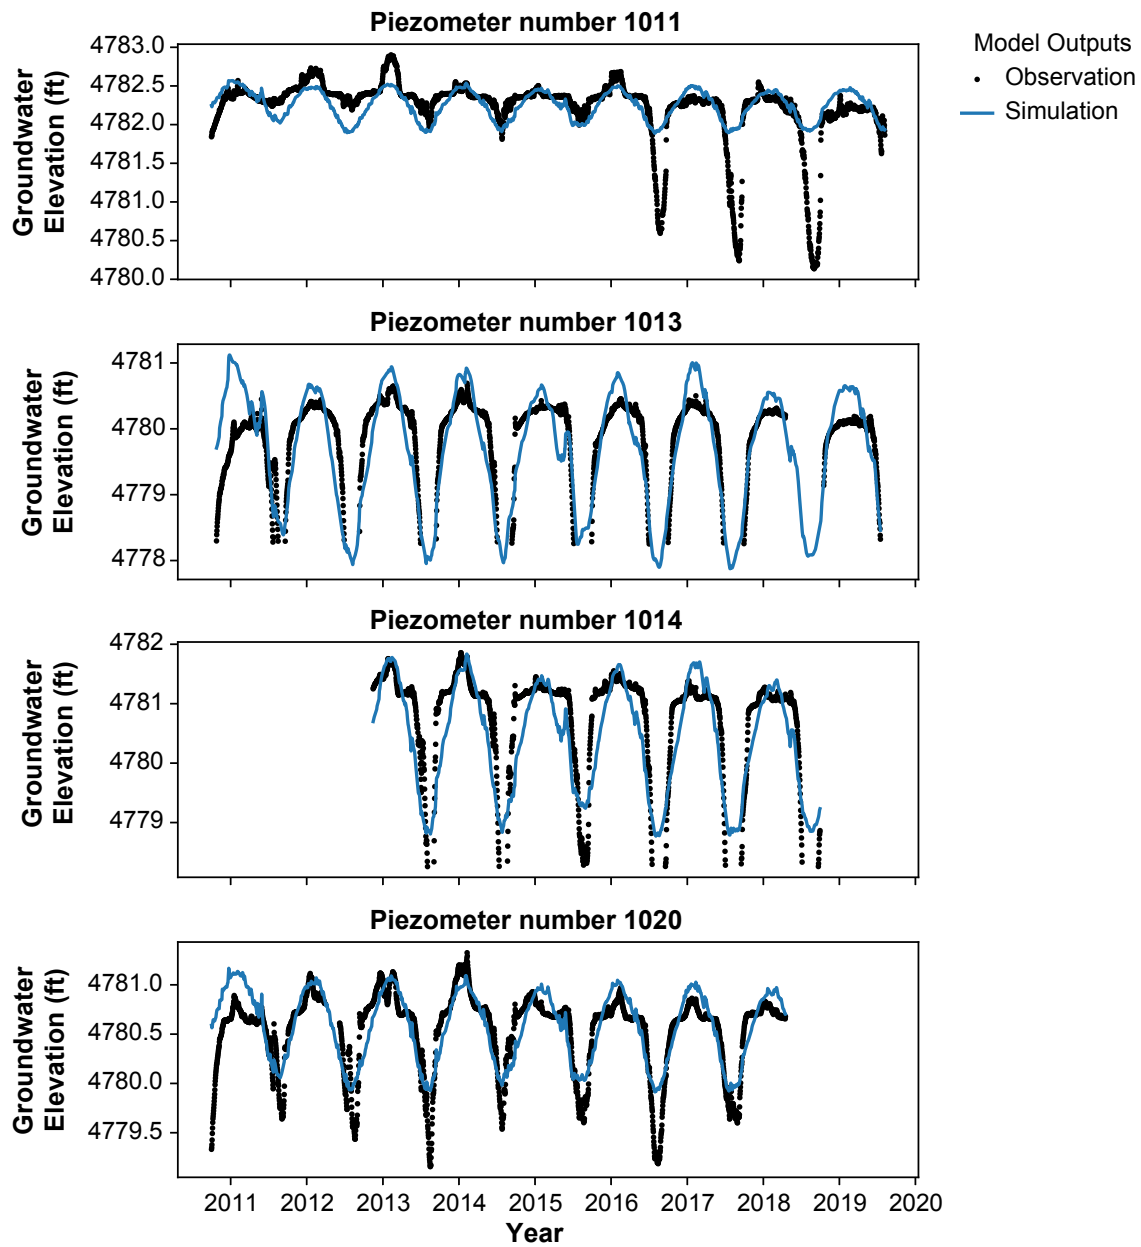 Piezometer number 1011
Groundwater
Elevation (ft)
4783.0
4782.5
4782.0
4781.5
4781.0
4780.5
4780.0
Model Outputs
Observation
Simulation
Piezometer number 1013
Groundwater
Elevation (ft)
4781
4780
4779
4778
Piezometer number 1014
Groundwater
Elevation (ft)
4782
4781
4780
4779
Piezometer number 1020
Groundwater
Elevation (ft)
4781.0
4780.5
4780.0
4779.5
2011 2012 2013 2014 2015 2016 2017 2018 2019 2020
Year